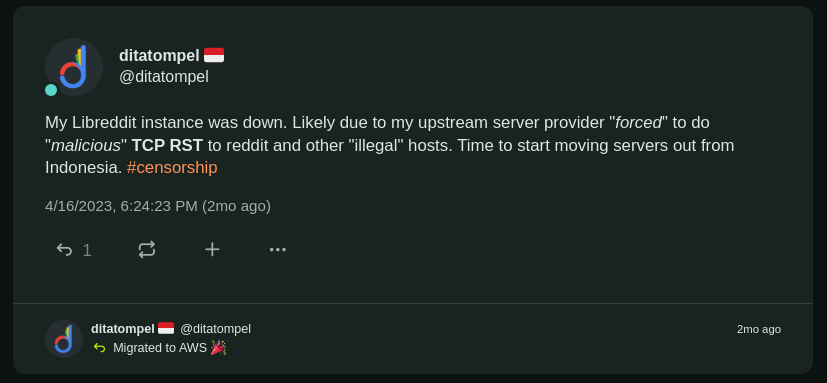 ditatompel 🇮🇩
@ditatompel
My Libreddit instance was down. Likely due to my upstream server provider "forced" to do
"malicious" TCP RST to reddit and other "illegal" hosts. Time to start moving servers out from
Indonesia. #censorship
4/16/2023, 6:24:23 PM (2mo ago)
1
ditatompel 🇮🇩 @ditatompel 2mo ago
Migrated to AWS 🎉